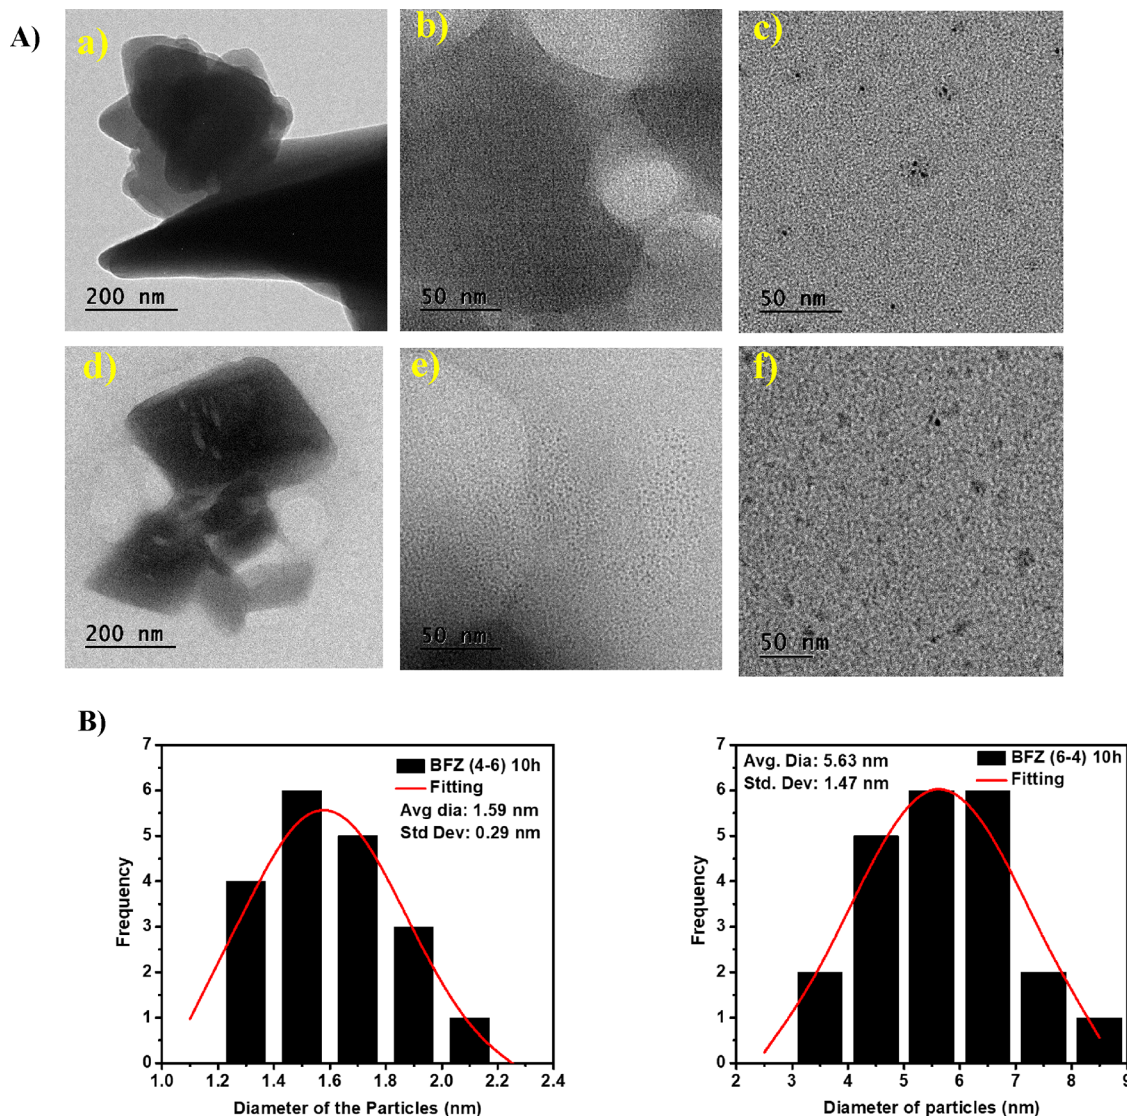 A)
a)
b)
c)
200 nm
50 nm
50 nm
d)
e)
f)
200 nm
50 nm
50 nm
B)
7
6
5
4
3
2
1
0
Frequency
BFZ (4-6) 10h
Fitting
Avg dia: 1.59 nm
Std Dev: 0.29 nm
1.0 1.2 1.4 1.6 1.8 2.0 2.2 2.4
Diameter of the Particles (nm)
7
6
5
4
3
2
1
0
Frequency
Avg. Dia: 5.63 nm
Std. Dev: 1.47 nm
BFZ (6-4) 10h
Fitting
2 3 4 5 6 7 8 9
Diameter of particles (nm)